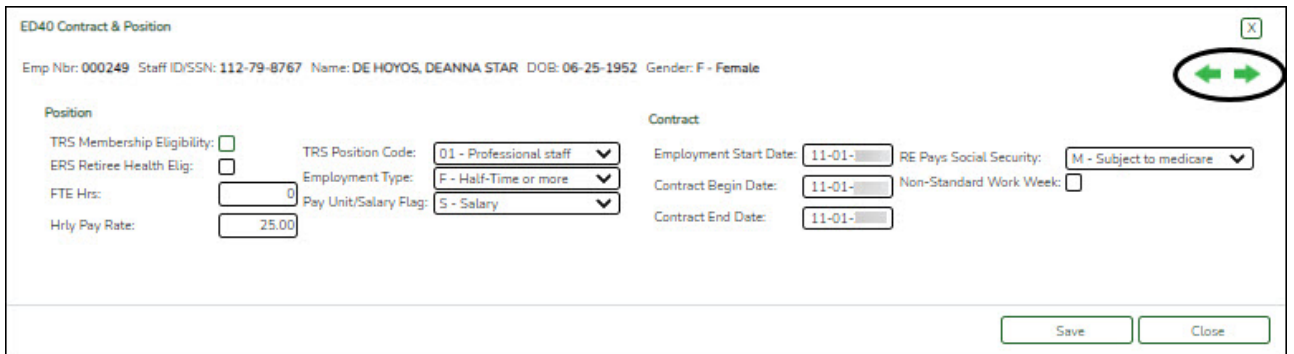 ED40 Contract & Position
X
Emp Nbr: 000249 Staff ID/SSN: 112-79-8767 Name: DE HOYOS, DEANNA STAR DOB: 06-25-1952 Gender: F - Female
Position
TRS Membership Eligibility:
ERS Retiree Health Elig:
FTE Hrs: 0
Hrly Pay Rate: 25.00
TRS Position Code: 01 - Professional staff
Employment Type: F - Half-Time or more
Pay Unit/Salary Flag: S - Salary
Contract
Employment Start Date: 11-01-
Contract Begin Date: 11-01-
Contract End Date: 11-01-
RE Pays Social Security: M - Subject to medicare
Non-Standard Work Week:
Save Close